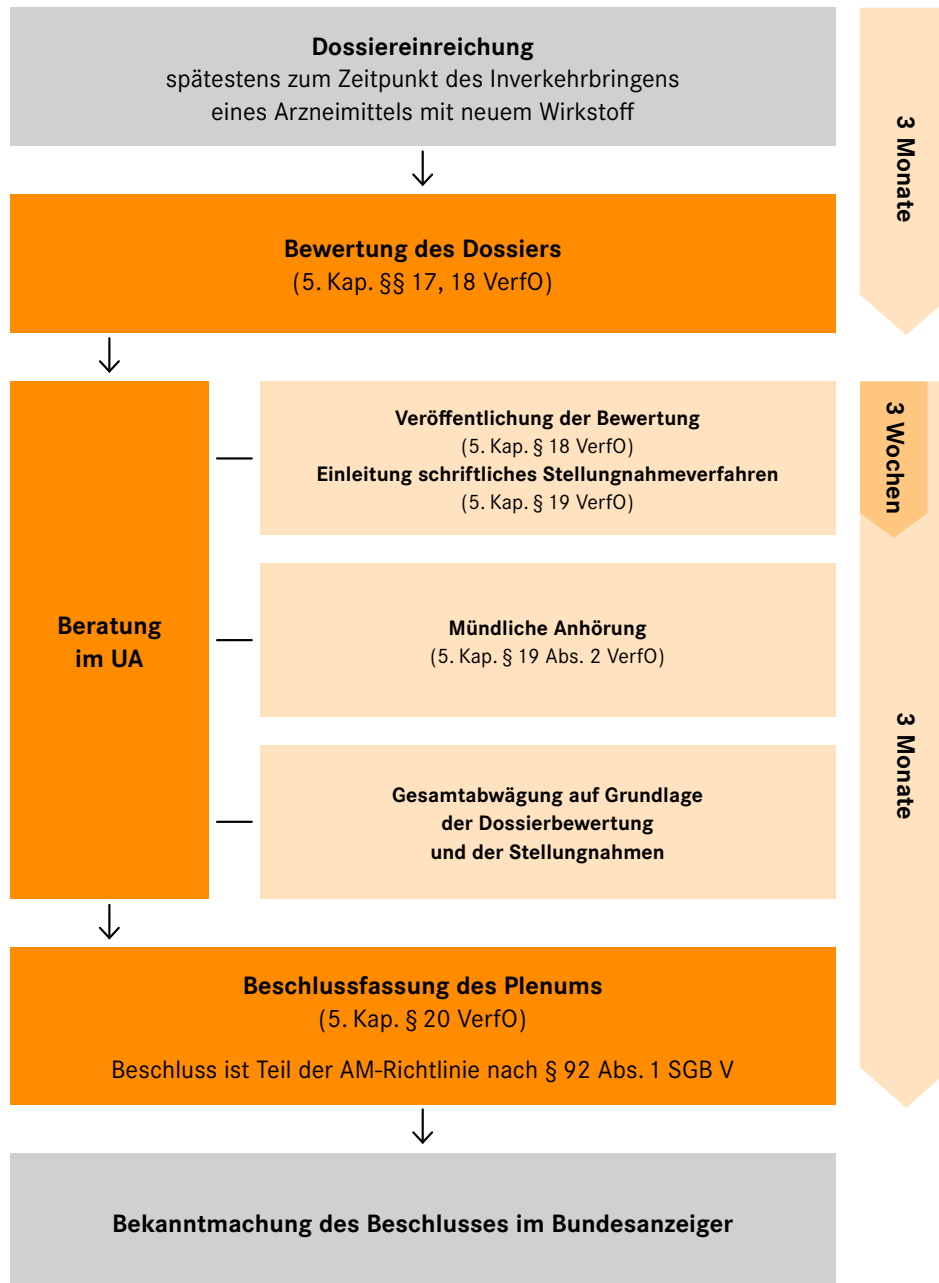 Dossiereinreichung
spätestens zum Zeitpunkt des Inverkehrbringens
eines Arzneimittels mit neuem Wirkstoff
3 Monate
Bewertung des Dossiers
(5. Kap. §§ 17, 18 VerfO)
Beratung
im UA
Veröffentlichung der Bewertung
(5. Kap. § 18 VerfO)
Einleitung schriftliches Stellungnahmeverfahren
(5. Kap. § 19 VerfO)
3 Wochen
Mündliche Anhörung
(5. Kap. § 19 Abs. 2 VerfO)
3 Monate
Gesamtabwägung auf Grundlage
der Dossierbewertung
und der Stellungnahmen
Beschlussfassung des Plenums
(5. Kap. § 20 VerfO)
Beschluss ist Teil der AM-Richtlinie nach § 92 Abs. 1 SGB V
Bekanntmachung des Beschlusses im Bundesanzeiger